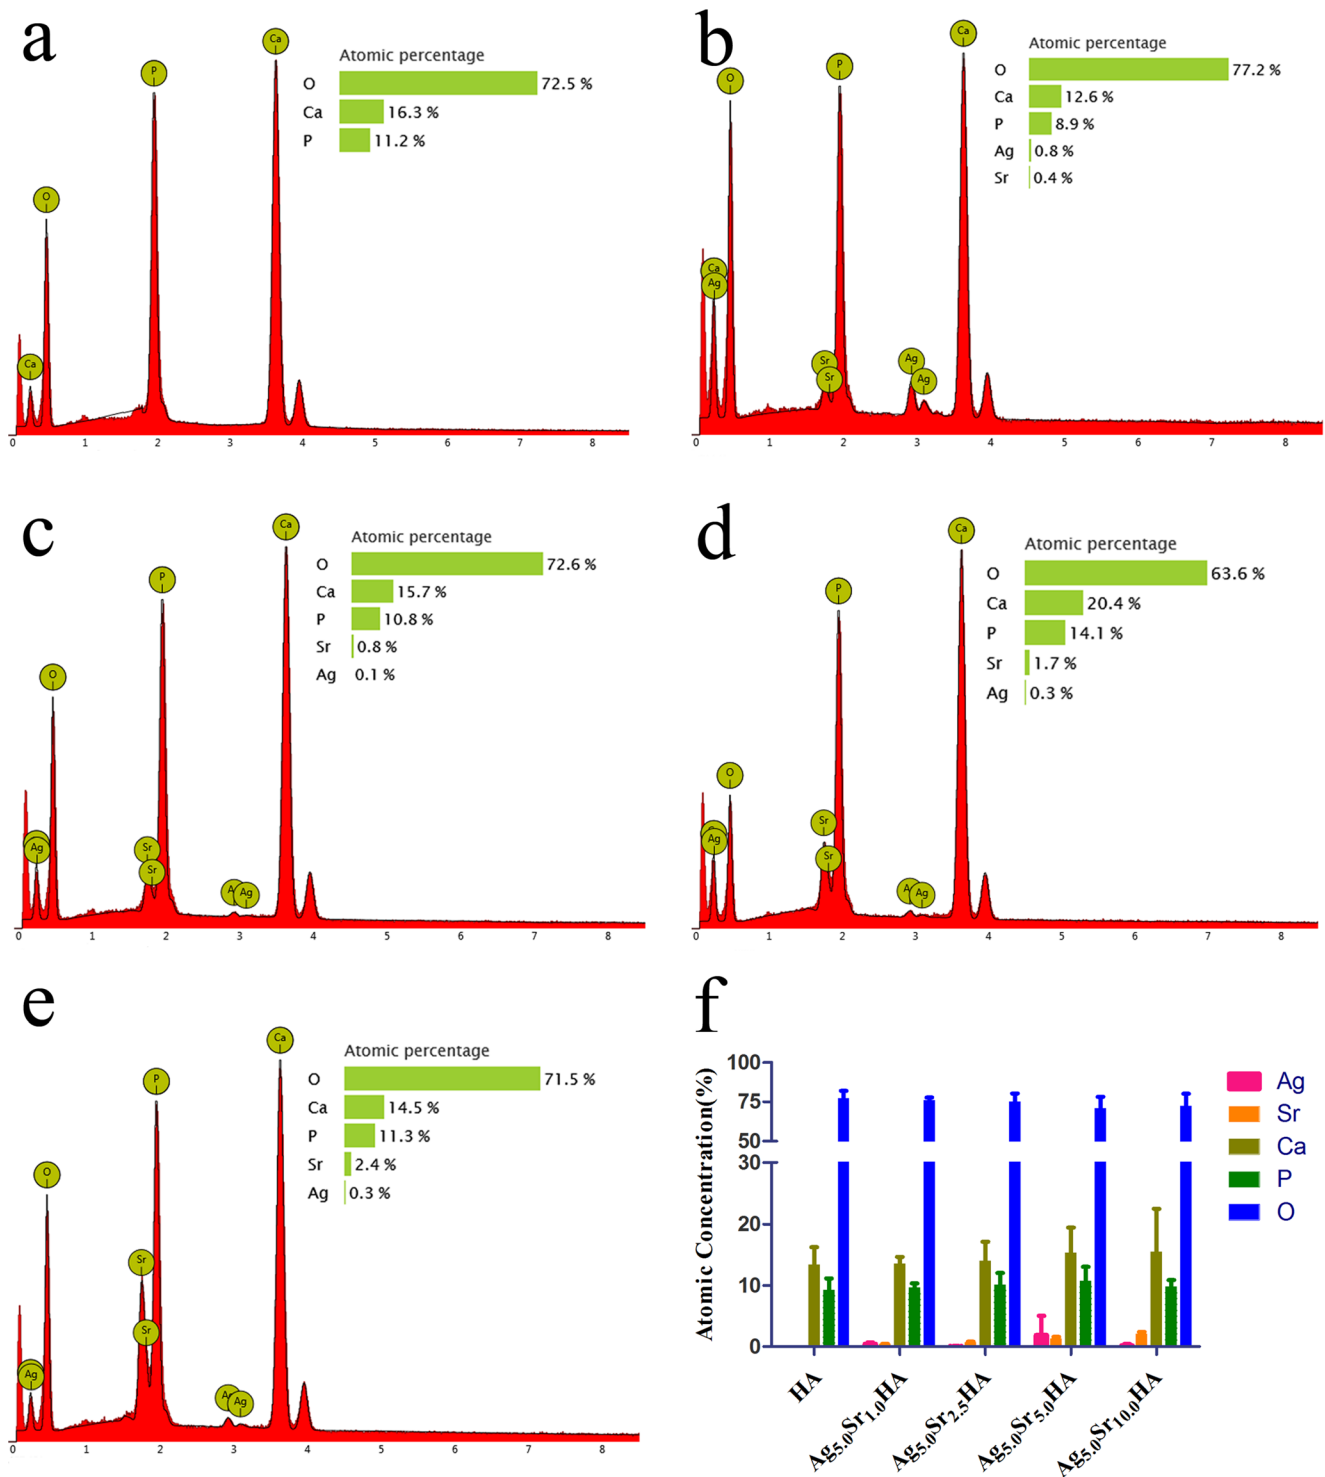 a
Ca
P
O
Ca
Atomic percentage
O 72.5 %
Ca 16.3 %
P 11.2 %
0 1 2 3 4 5 6 7 8
b
Ca
P
O
Ca
Ag
Sr
Sr
Ag
Ag
Atomic percentage
O 77.2 %
Ca 12.6 %
P 8.9 %
Ag 0.8 %
Sr 0.4 %
0 1 2 3 4 5 6 7 8
c
Ca
P
O
Ag
Sr
Sr
Ag
Atomic percentage
O 72.6 %
Ca 15.7 %
P 10.8 %
Sr 0.8 %
Ag 0.1 %
0 1 2 3 4 5 6 7 8
d
Ca
P
O
Ag
Sr
Sr
Ag
Atomic percentage
O 63.6 %
Ca 20.4 %
P 14.1 %
Sr 1.7 %
Ag 0.3 %
0 1 2 3 4 5 6 7 8
e
Ca
P
O
Ag
Sr
Sr
Ag
Atomic percentage
O 71.5 %
Ca 14.5 %
P 11.3 %
Sr 2.4 %
Ag 0.3 %
0 1 2 3 4 5 6 7 8
f
Atomic Concentration(%)
100
75
50
30
20
10
0
HA
Ag5.0Sr1.0HA
Ag5.0Sr2.5HA
Ag5.0Sr5.0HA
Ag5.0Sr10.0HA
Ag
Sr
Ca
P
O